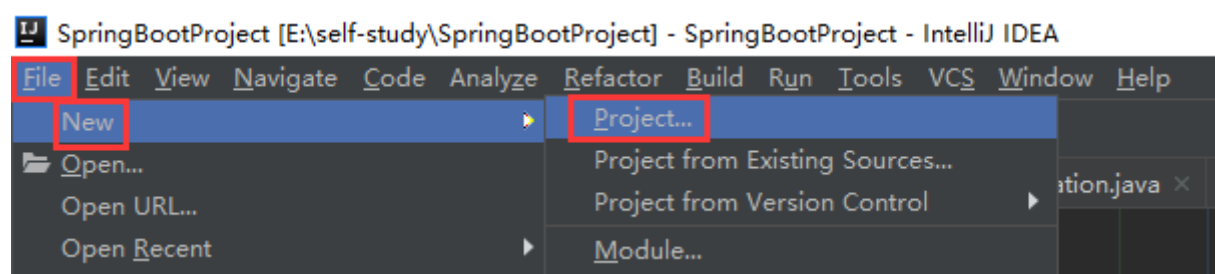 IJ SpringBootProject [E:\self-study\SpringBootProject] - SpringBootProject - IntelliJ IDEA
File Edit View Navigate Code Analyze Refactor Build Run Tools VCS Window Help
New Project...
Open... Project from Existing Sources...
ation.java
Open URL... Project from Version Control
Open Recent Module...